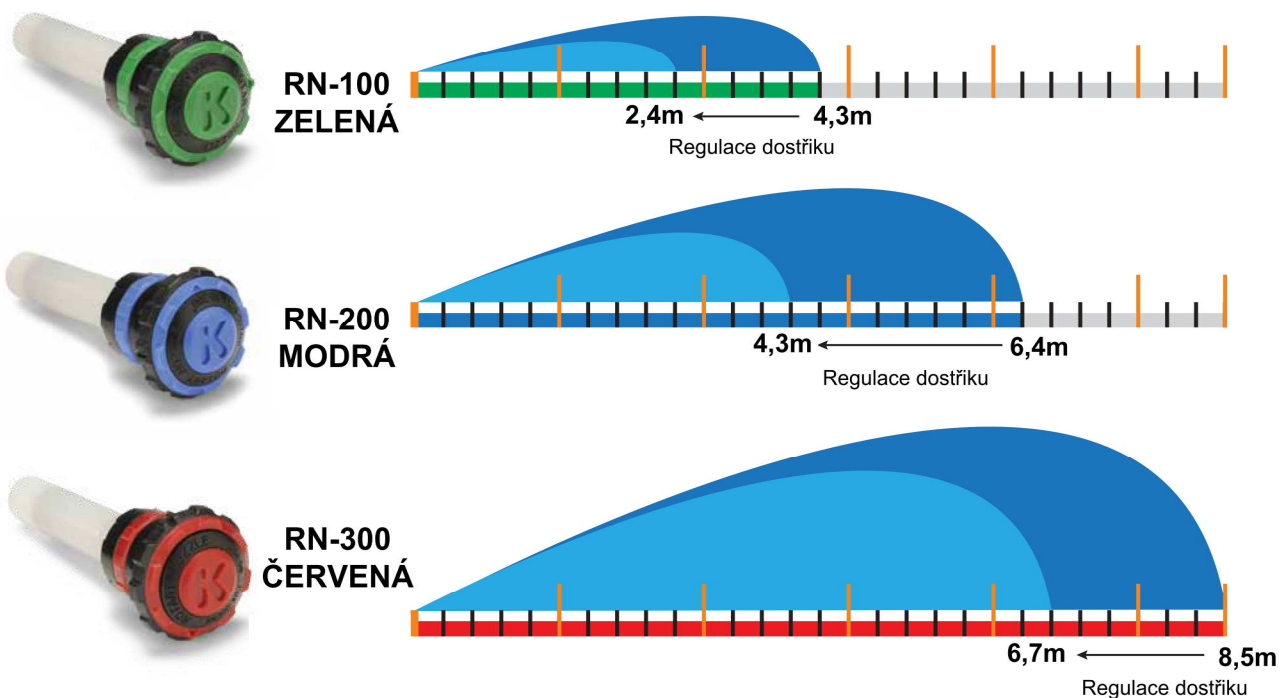 RN-100
ZELENÁ
2,4m
4,3m
Regulace dostřiku
RN-200
MODRÁ
4,3m
6,4m
Regulace dostřiku
RN-300
ČERVENÁ
6,7m
8,5m
Regulace dostřiku